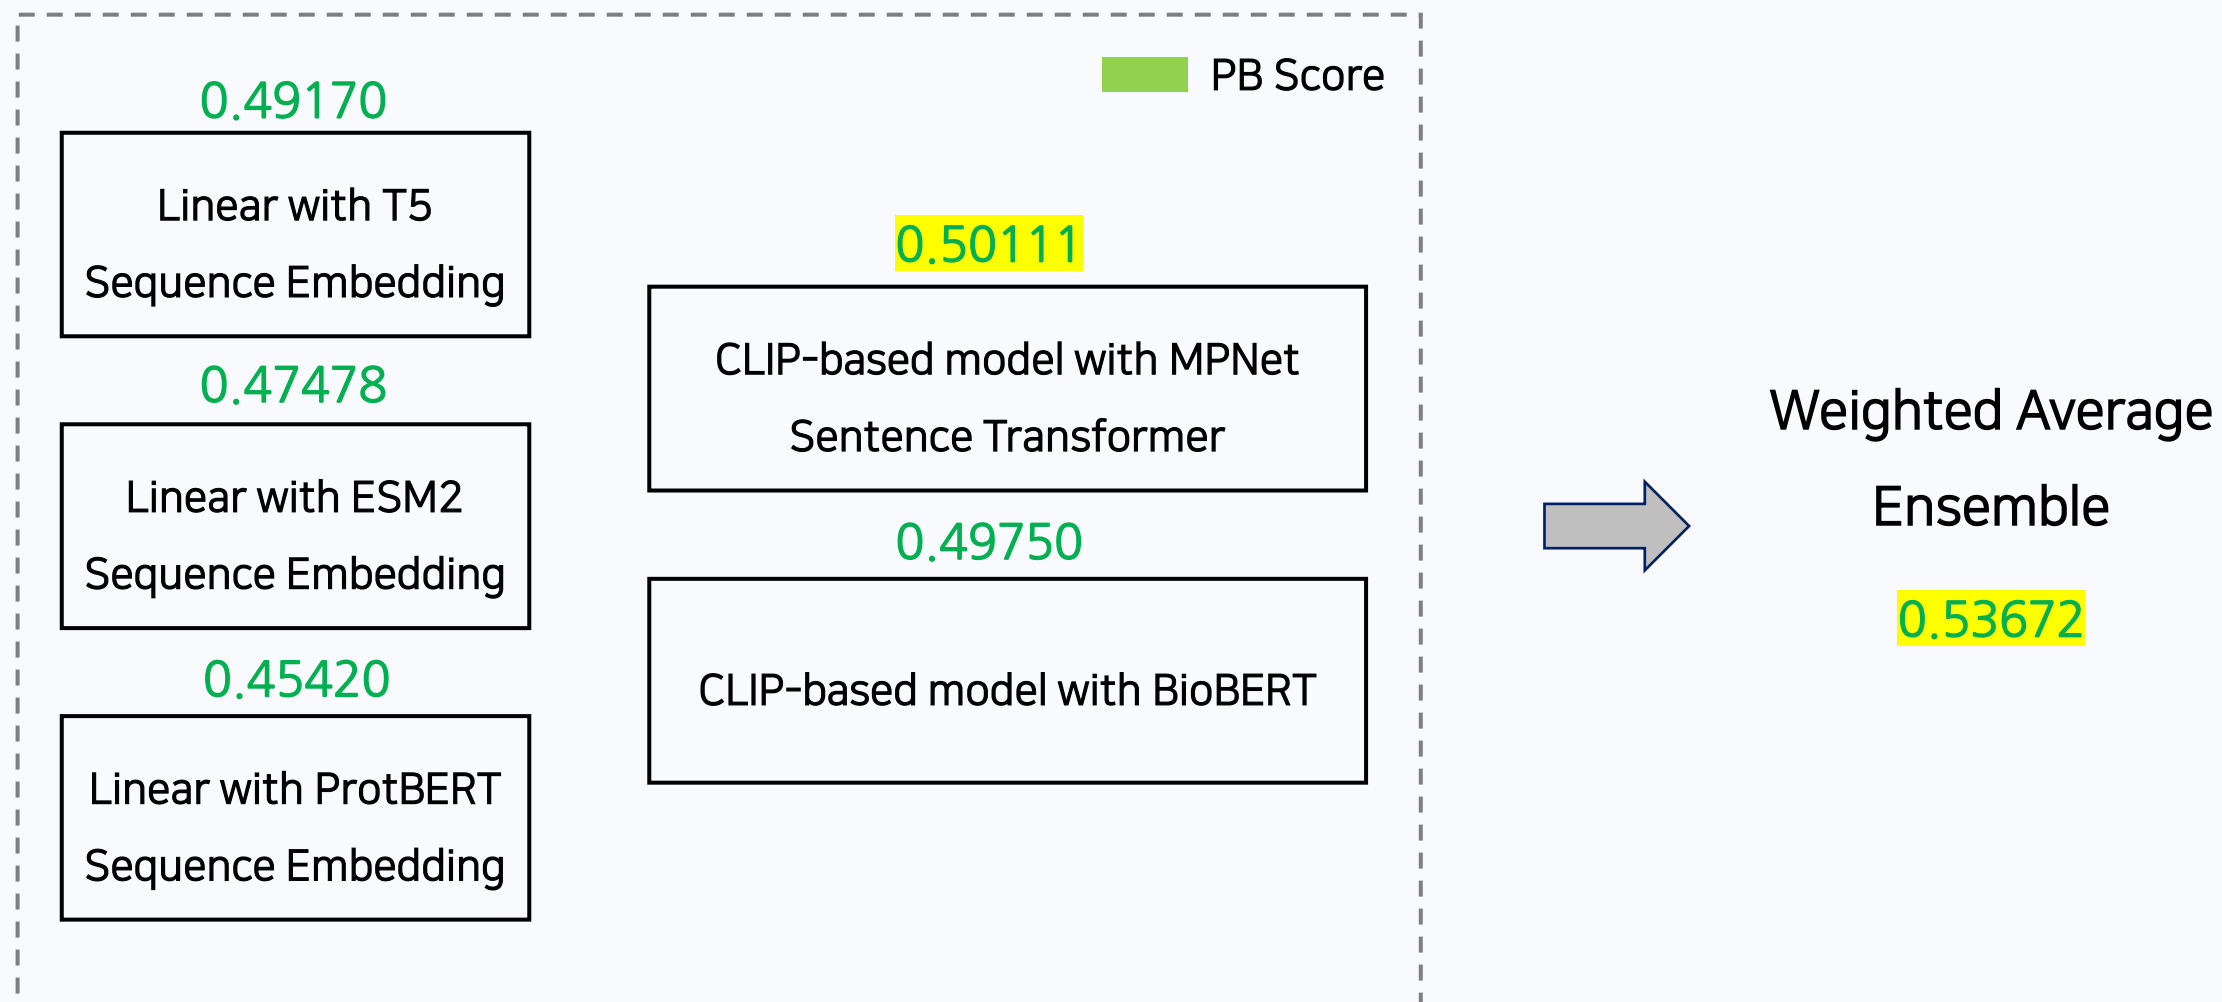 PB Score
0.49170
Linear with T5
Sequence Embedding
0.47478
Linear with ESM2
Sequence Embedding
0.45420
Linear with ProtBERT
Sequence Embedding
0.50111
CLIP-based model with MPNet
Sentence Transformer
0.49750
CLIP-based model with BioBERT
Weighted Average
Ensemble
0.53672